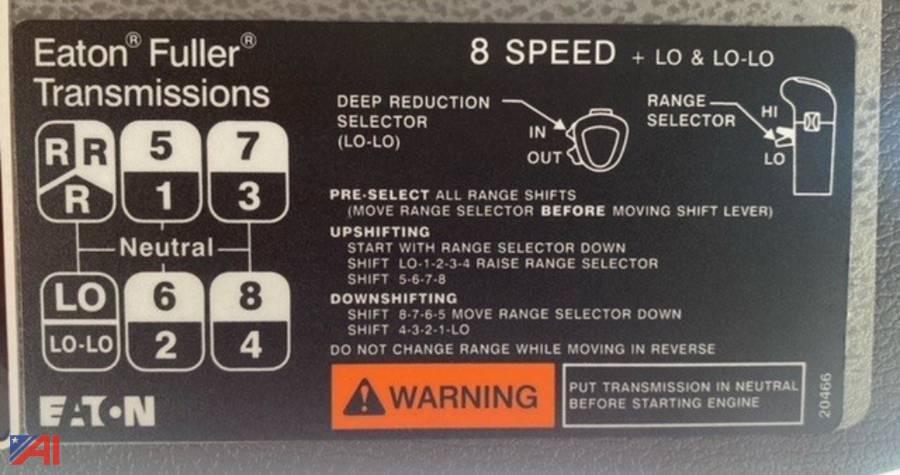 Eaton® Fuller®
Transmissions
8 SPEED + LO & LO-LO
R R 5 7
R 1 3
Neutral
LO 6 8
LO-LO 2 4
EATON
DEEP REDUCTION
SELECTOR
(LO-LO)
IN
OUT
RANGE
SELECTOR
HI
LO
PRE-SELECT ALL RANGE SHIFTS
(MOVE RANGE SELECTOR BEFORE MOVING SHIFT LEVER)
UPSHIFTING
START WITH RANGE SELECTOR DOWN
SHIFT LO-1-2-3-4 RAISE RANGE SELECTOR
SHIFT 5-6-7-8
DOWNSHIFTING
SHIFT 8-7-6-5 MOVE RANGE SELECTOR DOWN
SHIFT 4-3-2-1-LO
DO NOT CHANGE RANGE WHILE MOVING IN REVERSE
WARNING
PUT TRANSMISSION IN NEUTRAL
BEFORE STARTING ENGINE
20466
AI